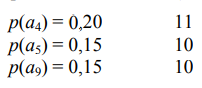 p(a₄) = 0,20 11
p(a₅) = 0,15 10
p(a₉) = 0,15 10